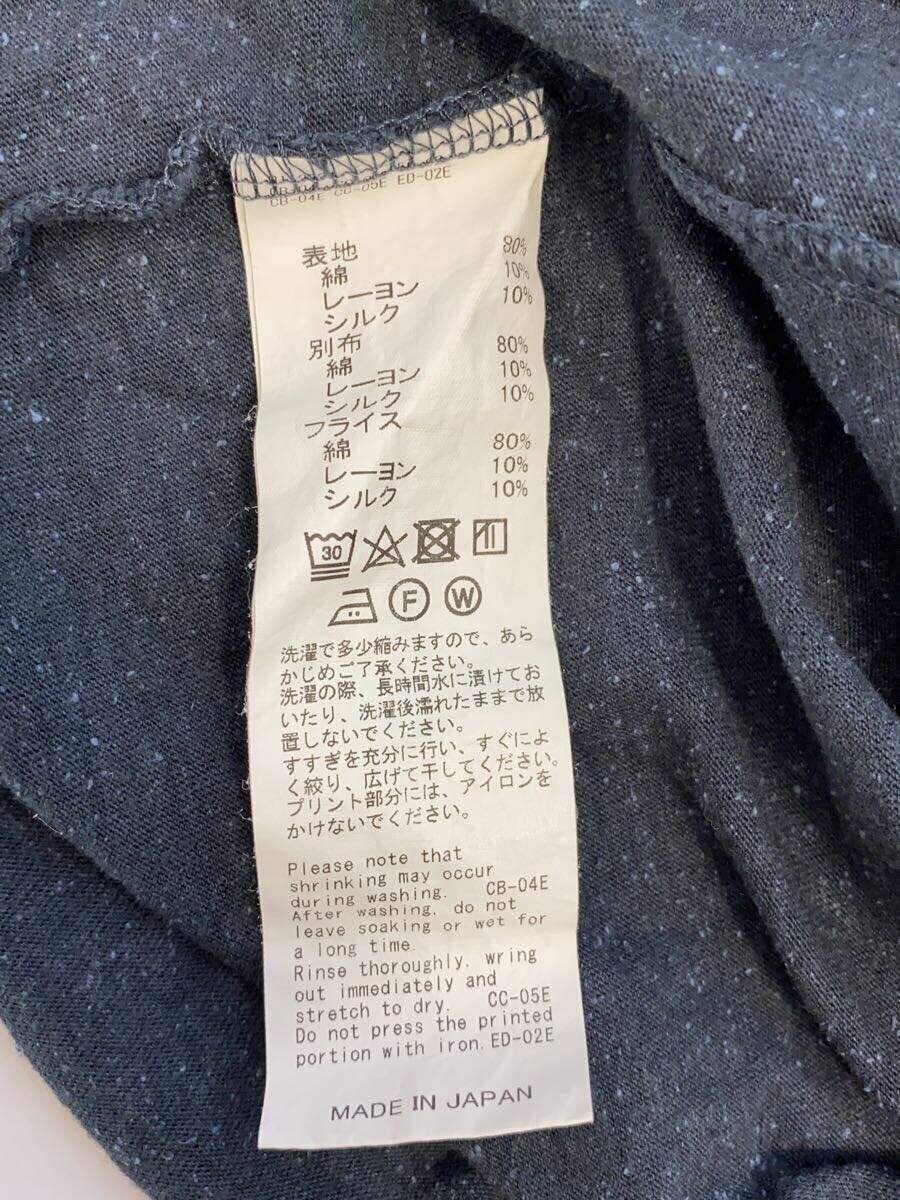 CB-04E CC-05E ED-02E
表地
綿 80%
レーヨン 10%
シルク 10%
別布
綿 80%
レーヨン 10%
シルク 10%
フライス
綿 80%
レーヨン 10%
シルク 10%
30
F W
洗濯で多少縮みますので、あら
かじめご了承ください。
洗濯の際、長時間水に漬けてお
いたり、洗濯後濡れたままで放
置しないでください。
すすぎを充分に行い、すぐによ
く絞り、広げて干してください。
プリント部分には、アイロンを
かけないでください。
Please note that
shrinking may occur
during washing. CB-04E
After washing, do not
leave soaking or wet for
a long time.
Rinse thoroughly, wring
out immediately and
stretch to dry. CC-05E
Do not press the printed
portion with iron. ED-02E
MADE IN JAPAN